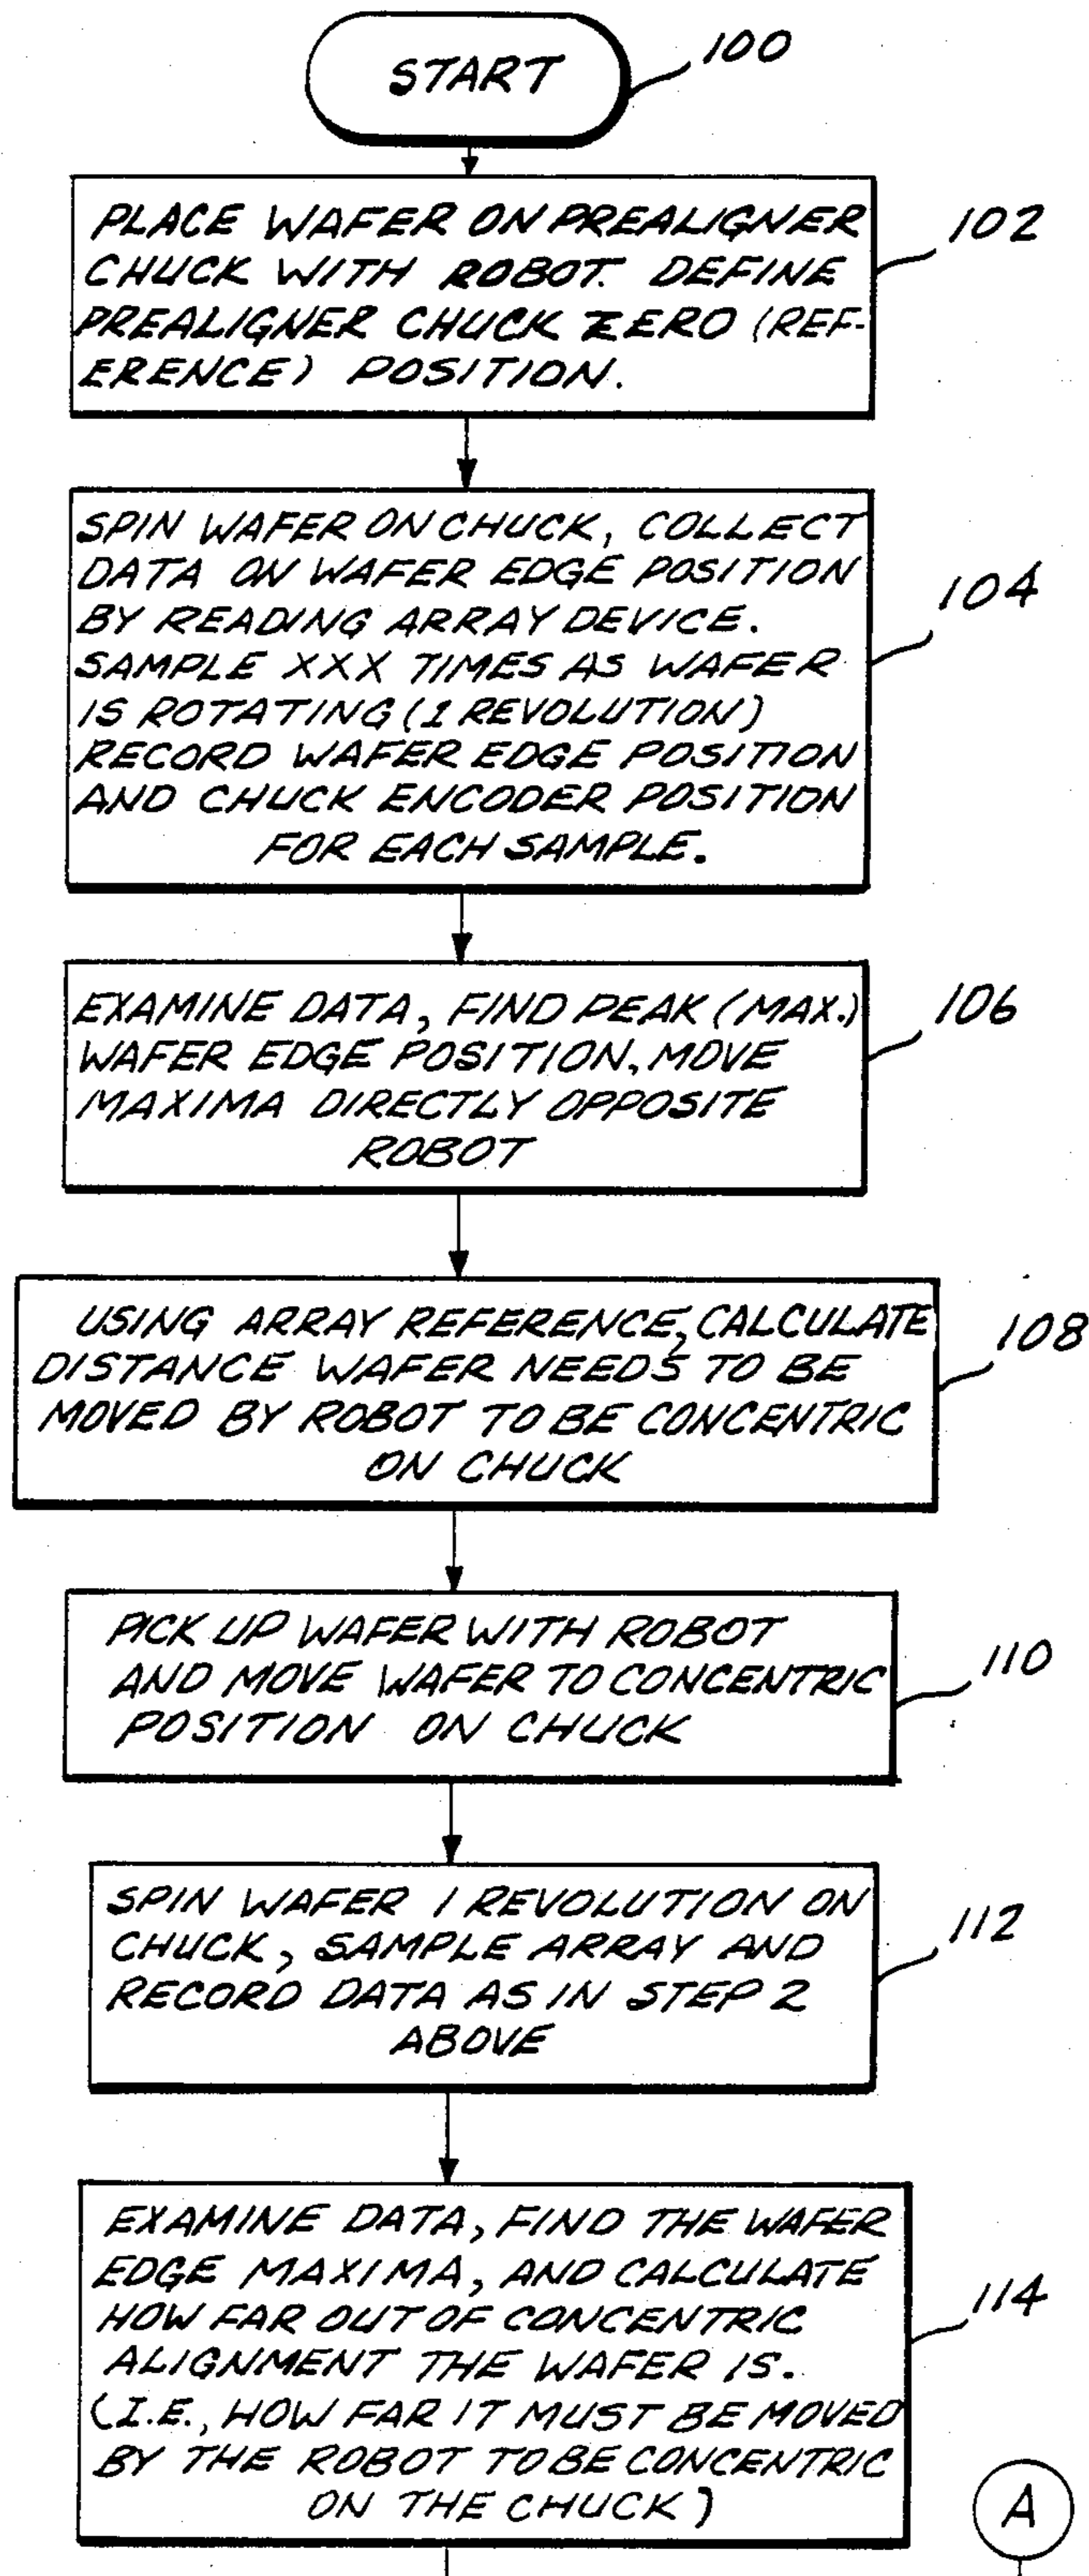 START
100
PLACE WAFER ON PREALIGNER
CHUCK WITH ROBOT. DEFINE
PREALIGNER CHUCK ZERO (REF-
ERENCE) POSITION.
102
SPIN WAFER ON CHUCK, COLLECT
DATA ON WAFER EDGE POSITION
BY READING ARRAY DEVICE.
SAMPLE XXX TIMES AS WAFER
IS ROTATING (1 REVOLUTION)
RECORD WAFER EDGE POSITION
AND CHUCK ENCODER POSITION
FOR EACH SAMPLE.
104
EXAMINE DATA, FIND PEAK (MAX.)
WAFER EDGE POSITION, MOVE
MAXIMA DIRECTLY OPPOSITE
ROBOT
106
USING ARRAY REFERENCE, CALCULATE
DISTANCE WAFER NEEDS TO BE
MOVED BY ROBOT TO BE CONCENTRIC
ON CHUCK
108
PICK UP WAFER WITH ROBOT
AND MOVE WAFER TO CONCENTRIC
POSITION ON CHUCK
110
SPIN WAFER 1 REVOLUTION ON
CHUCK, SAMPLE ARRAY AND
RECORD DATA AS IN STEP 2
ABOVE
112
EXAMINE DATA, FIND THE WAFER
EDGE MAXIMA, AND CALCULATE
HOW FAR OUT OF CONCENTRIC
ALIGNMENT THE WAFER IS.
(I.E., HOW FAR IT MUST BE MOVED
BY THE ROBOT TO BE CONCENTRIC
ON THE CHUCK)
114
A